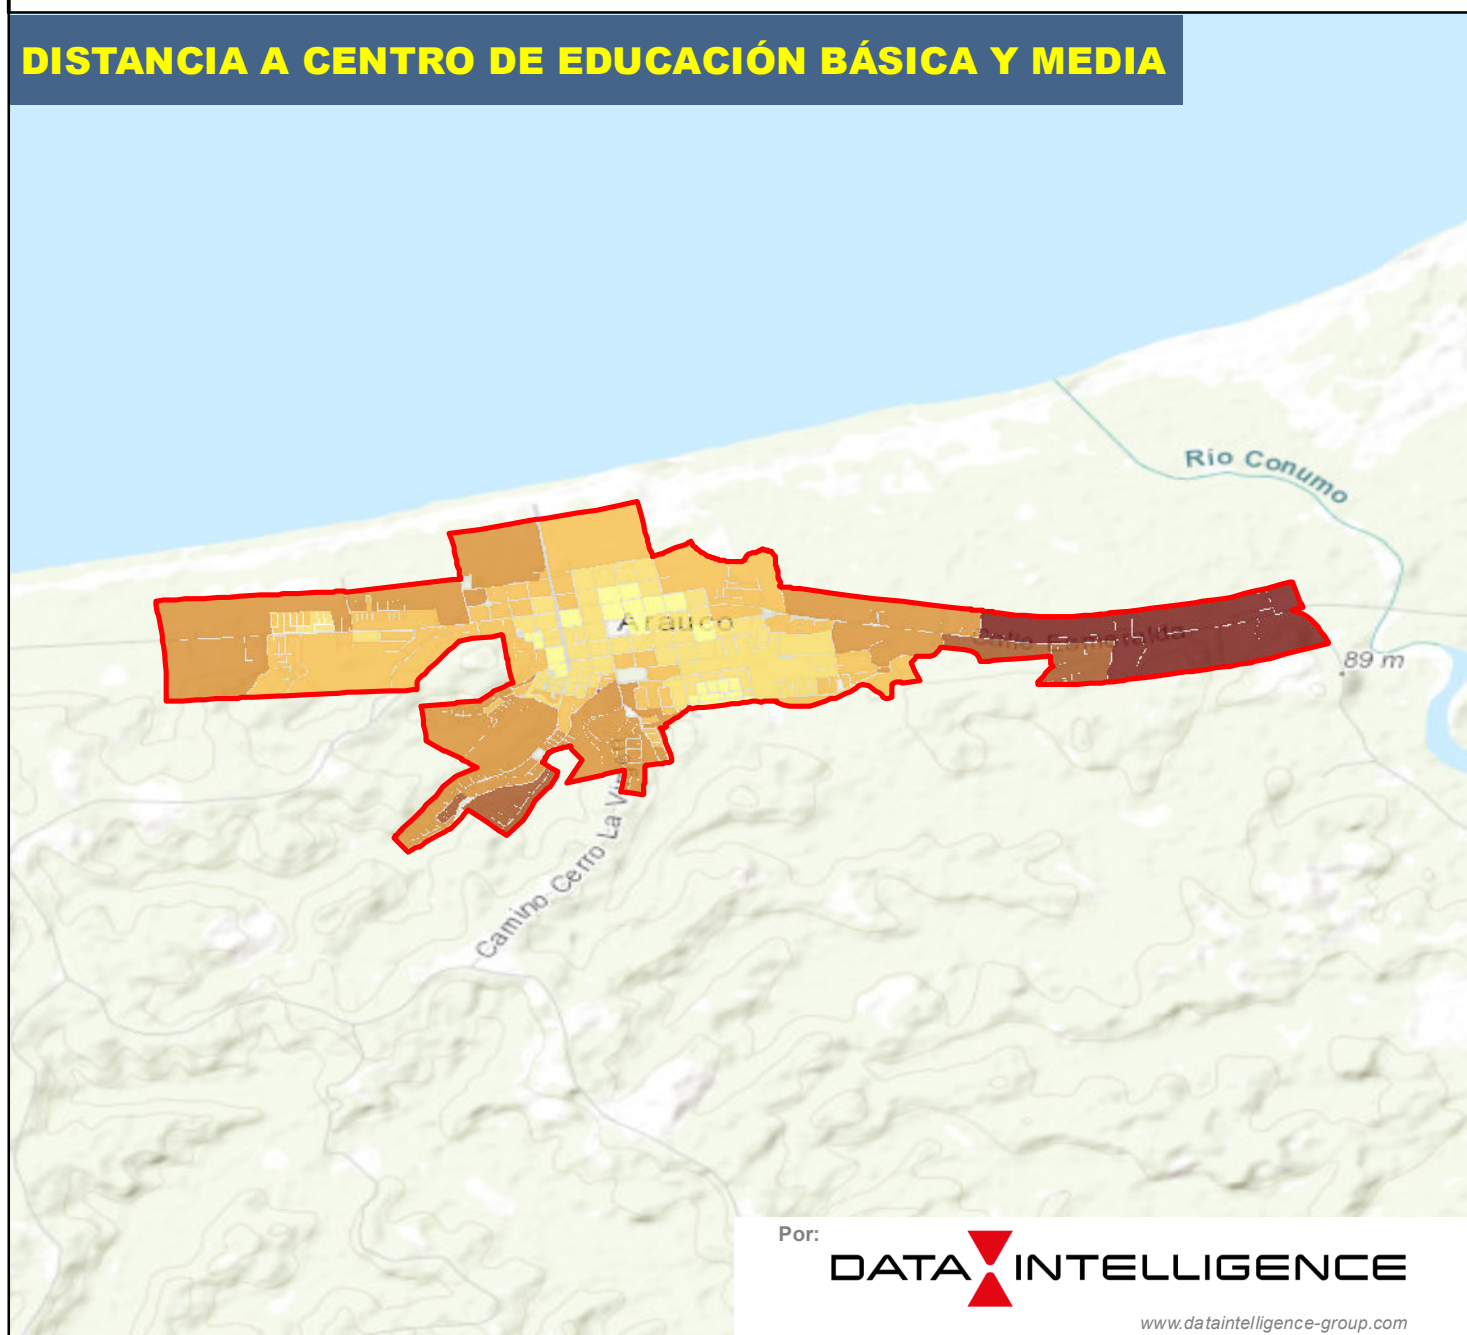 DISTANCIA A CENTRO DE EDUCACIÓN BÁSICA Y MEDIA
Río Conumo
Arauco
89 m
Camino Cerro La
Por:
DATA INTELLIGENCE
www.dataintelligence-group.com